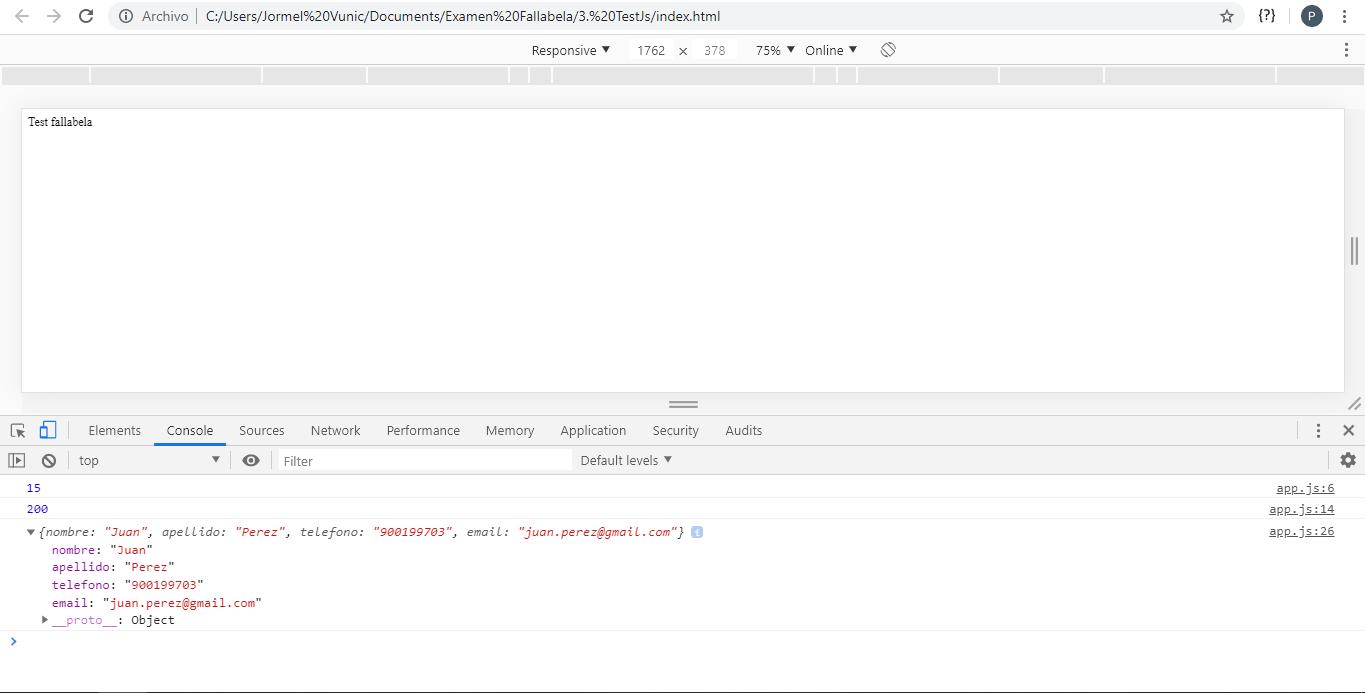 Archivo C:/Users/Jormel%20Vunic/Documents/Examen%20Fallabela/3.%20TestJs/index.html {?} P
Responsive ▼ 1762 × 378 75% ▼ Online ▼
Test fallabela
Elements Console Sources Network Performance Memory Application Security Audits
top ▼ Filter Default levels ▼
15 app.js:6
200 app.js:14
▼{nombre: "Juan", apellido: "Perez", telefono: "900199703", email: "juan.perez@gmail.com"} i app.js:26
nombre: "Juan"
apellido: "Perez"
telefono: "900199703"
email: "juan.perez@gmail.com"
▶__proto__: Object
>